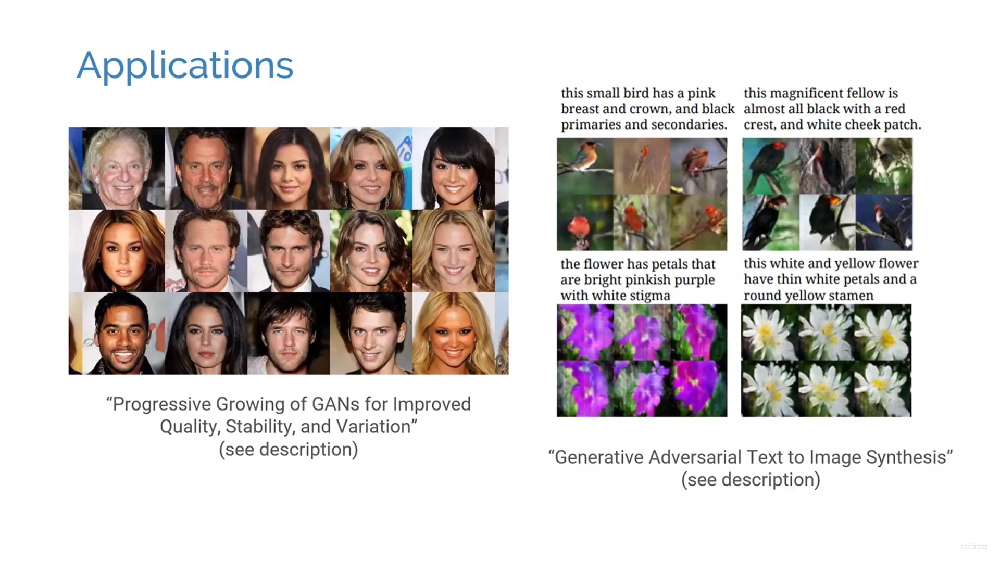 Applications
“Progressive Growing of GANs for Improved
Quality, Stability, and Variation”
(see description)
this small bird has a pink
breast and crown, and black
primaries and secondaries.
this magnificent fellow is
almost all black with a red
crest, and white cheek patch.
the flower has petals that
are bright pinkish purple
with white stigma
this white and yellow flower
have thin white petals and a
round yellow stamen
“Generative Adversarial Text to Image Synthesis”
(see description)
SUBSCRIBE